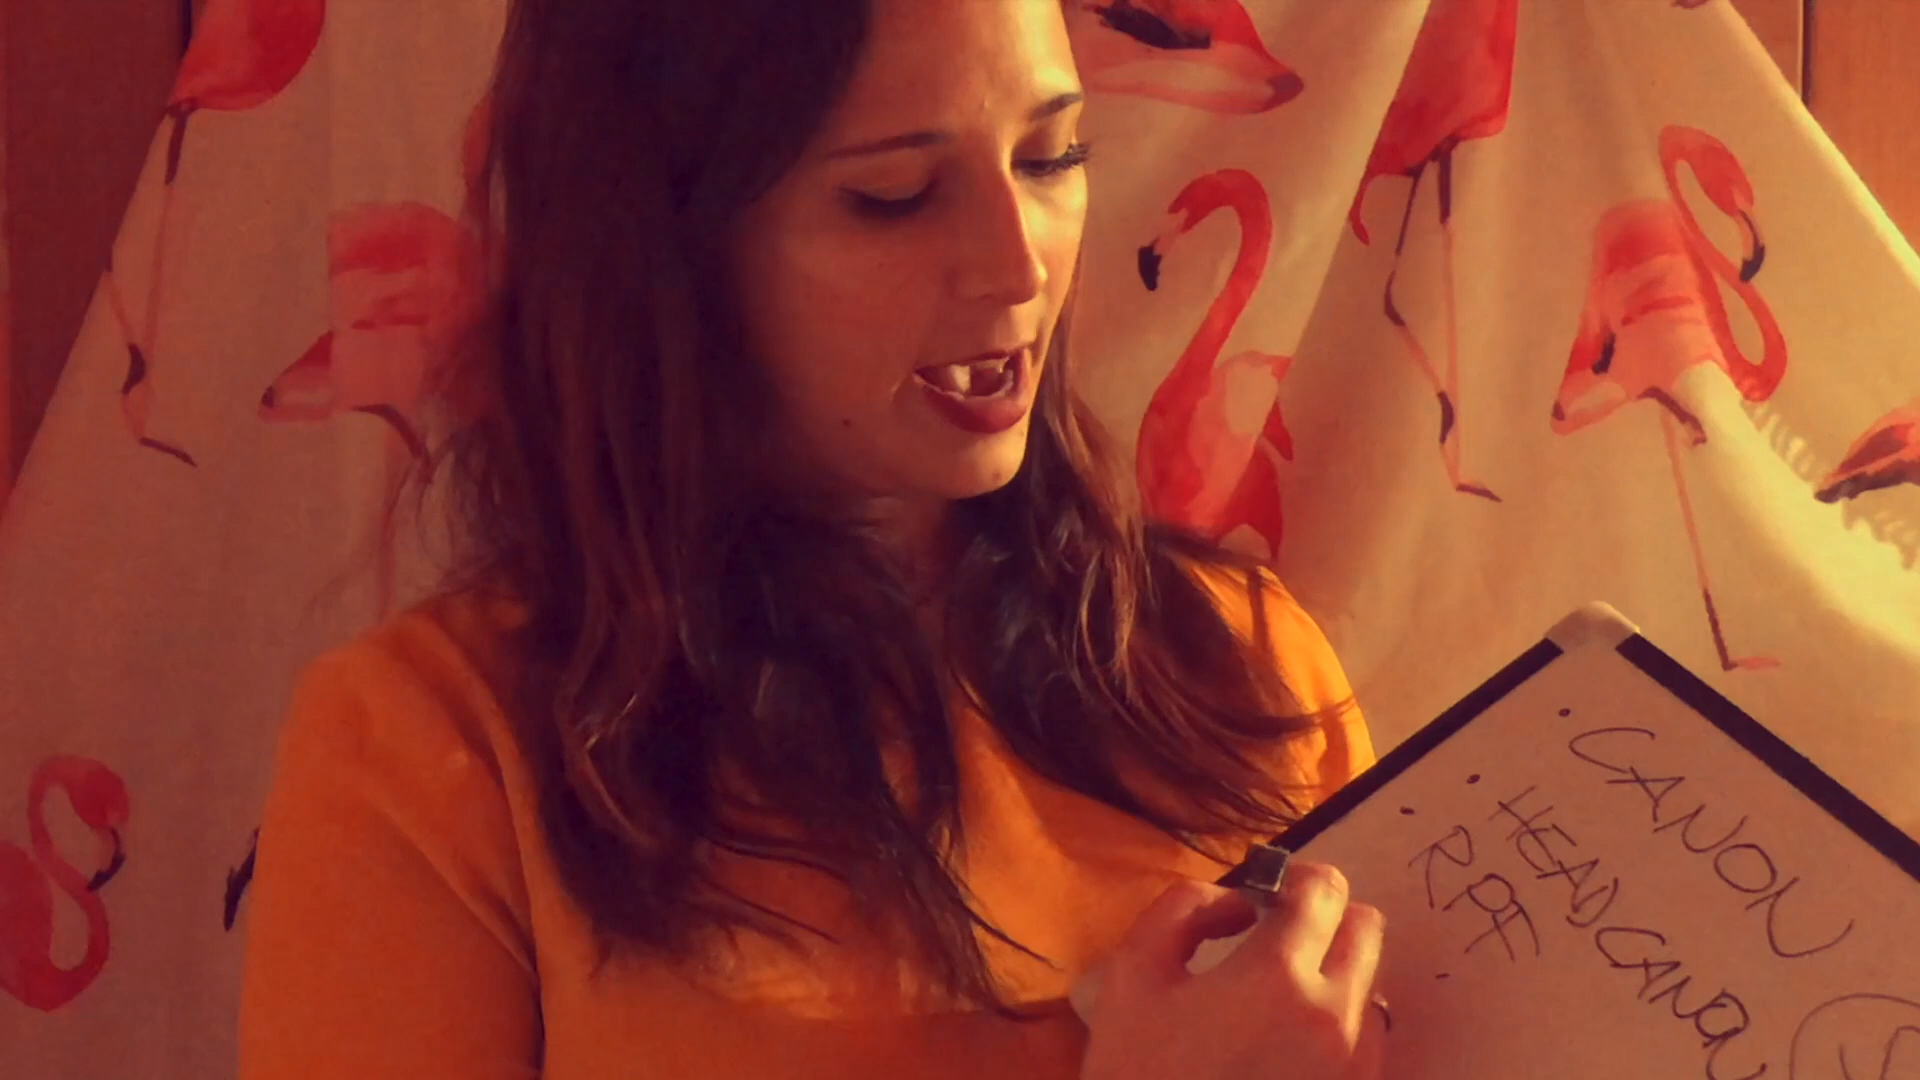 • CANON
• HEADCANON
• RPF
•